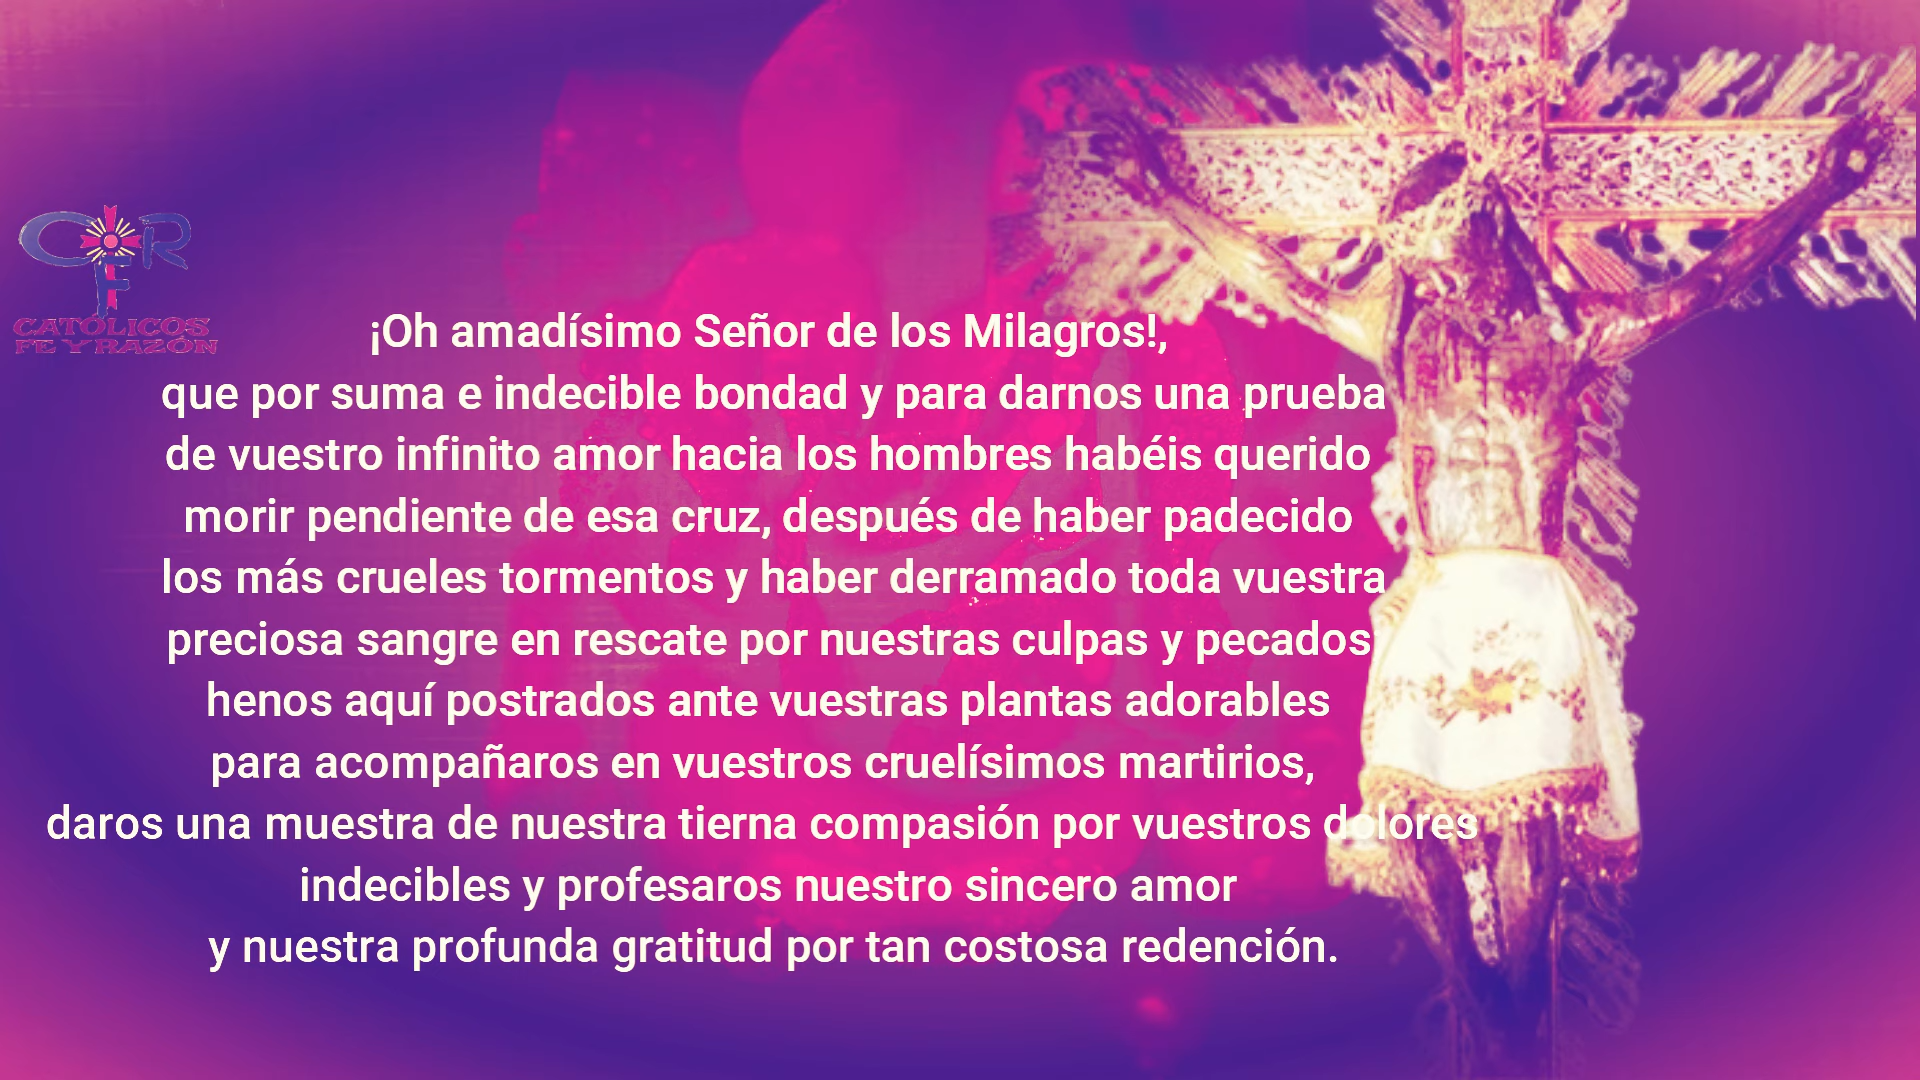 CRF
CATÓLICOS
FE Y RAZÓN
¡Oh amadísimo Señor de los Milagros!,
que por suma e indecible bondad y para darnos una prueba
de vuestro infinito amor hacia los hombres habéis querido
morir pendiente de esa cruz, después de haber padecido
los más crueles tormentos y haber derramado toda vuestra
preciosa sangre en rescate por nuestras culpas y pecados
henos aquí postrados ante vuestras plantas adorables
para acompañaros en vuestros cruelísimos martirios,
daros una muestra de nuestra tierna compasión por vuestros dolores
indecibles y profesaros nuestro sincero amor
y nuestra profunda gratitud por tan costosa redención.